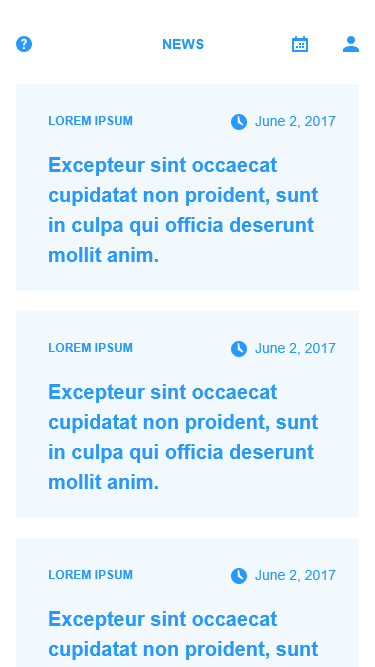 NEWS
LOREM IPSUM June 2, 2017
Excepteur sint occaecat
cupidatat non proident, sunt
in culpa qui officia deserunt
mollit anim.
LOREM IPSUM June 2, 2017
Excepteur sint occaecat
cupidatat non proident, sunt
in culpa qui officia deserunt
mollit anim.
LOREM IPSUM June 2, 2017
Excepteur sint occaecat
cupidatat non proident, sunt